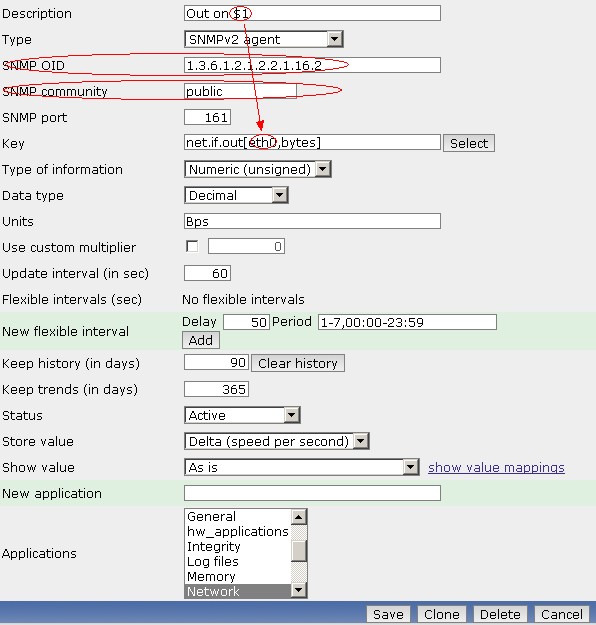 Description Out on $1
Type SNMPv2 agent
SNMP OID 1.3.6.1.2.1.2.2.1.16.2
SNMP community public
SNMP port 161
Key net.if.out[eth0,bytes] Select
Type of information Numeric (unsigned)
Data type Decimal
Units Bps
Use custom multiplier 0
Update interval (in sec) 60
Flexible intervals (sec) No flexible intervals
New flexible interval Delay 50 Period 1-7,00:00-23:59
Add
Keep history (in days) 90 Clear history
Keep trends (in days) 365
Status Active
Store value Delta (speed per second)
Show value As is show value mappings
New application
Applications
General
hw_applications
Integrity
Log files
Memory
Network
Save Clone Delete Cancel